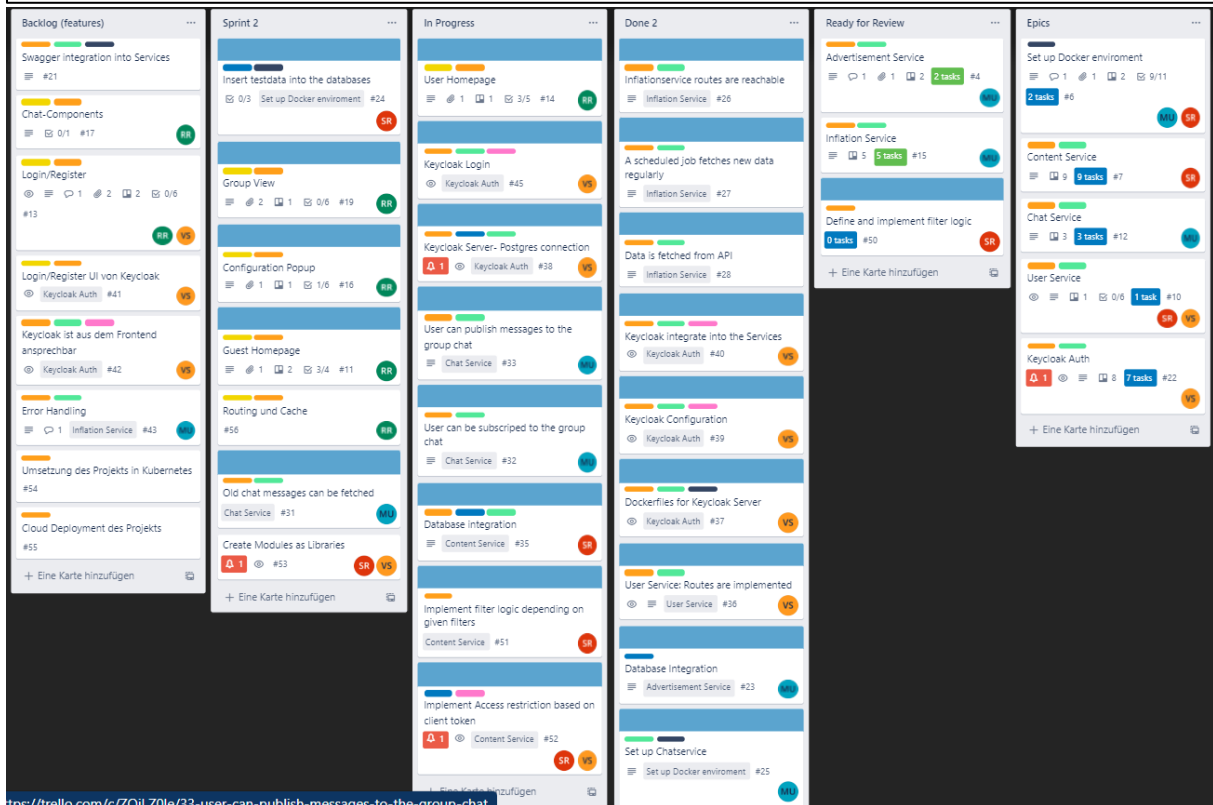 Backlog (features) ...
Swagger integration into Services
#21
Chat-Components
0/1 #17
RR
Login/Register
1 2 2 0/6
#13
RR VS
Login/Register UI von Keycloak
Keycloak Auth #41
VS
Keycloak ist aus dem Frontend
ansprechbar
Keycloak Auth #42
VS
Error Handling
1 Inflation Service #43
MU
Umsetzung des Projekts in Kubernetes
#54
Cloud Deployment des Projekts
#55
+ Eine Karte hinzufügen
Sprint 2 ...
Insert testdata into the databases
0/3 Set up Docker enviroment #24
SR
Group View
2 1 0/6 #19
RR
Configuration Popup
1 1 1/6 #16
RR
Guest Homepage
1 2 3/4 #11
RR
Routing und Cache
#56
RR
Old chat messages can be fetched
Chat Service #31
MU
Create Modules as Libraries
1 #53
SR VS
+ Eine Karte hinzufügen
In Progress ...
User Homepage
1 1 3/5 #14
RR
Keycloak Login
Keycloak Auth #45
VS
Keycloak Server- Postgres connection
1 Keycloak Auth #38
VS
User can publish messages to the
group chat
Chat Service #33
MU
User can be subscriped to the group
chat
Chat Service #32
MU
Database integration
Content Service #35
SR
Implement filter logic depending on
given filters
Content Service #51
SR
Implement Access restriction based on
client token
1 Content Service #52
SR VS
+ Eine Karte hinzufügen
Done 2 ...
Inflationservice routes are reachable
Inflation Service #26
A scheduled job fetches new data
regularly
Inflation Service #27
Data is fetched from API
Inflation Service #28
Keycloak integrate into the Services
Keycloak Auth #40
VS
Keycloak Configuration
Keycloak Auth #39
VS
Dockerfiles for Keycloak Server
Keycloak Auth #37
VS
User Service: Routes are implemented
User Service #36
VS
Database Integration
Advertisement Service #23
MU
Set up Chatservice
Set up Docker enviroment #25
MU
Ready for Review ...
Advertisement Service
1 1 2 2 tasks #4
MU
Inflation Service
5 5 tasks #15
MU
Define and implement filter logic
0 tasks #50
SR
+ Eine Karte hinzufügen
Epics ...
Set up Docker enviroment
1 1 2 9/11
2 tasks #6
MU SR
Content Service
9 9 tasks #7
SR
Chat Service
3 3 tasks #12
MU
User Service
1 0/6 1 task #10
SR VS
Keycloak Auth
1 8 7 tasks #22
VS
+ Eine Karte hinzufügen